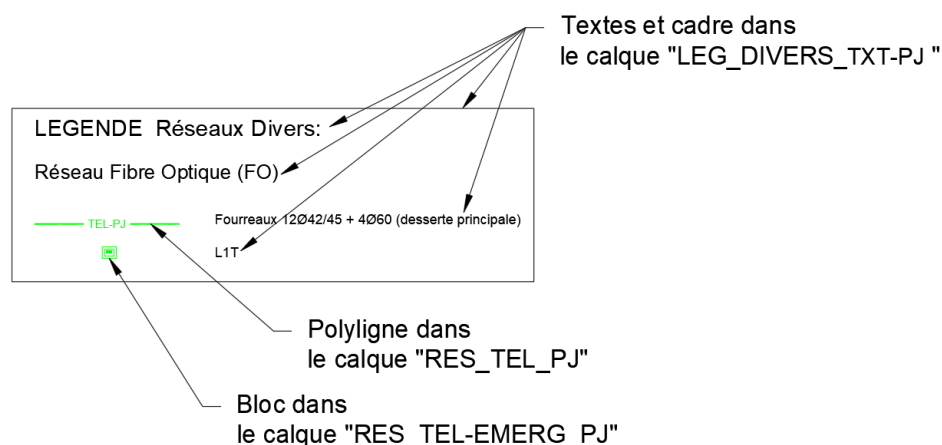 Textes et cadre dans
le calque "LEG_DIVERS_TXT-PJ "
LEGENDE  Réseaux Divers:
Réseau Fibre Optique (FO)
TEL-PJ
Fourreaux 12Ø42/45 + 4Ø60 (desserte principale)
L1T
Polyligne dans
le calque "RES_TEL_PJ"
Bloc dans
le calque "RES_TEL-EMERG_PJ"